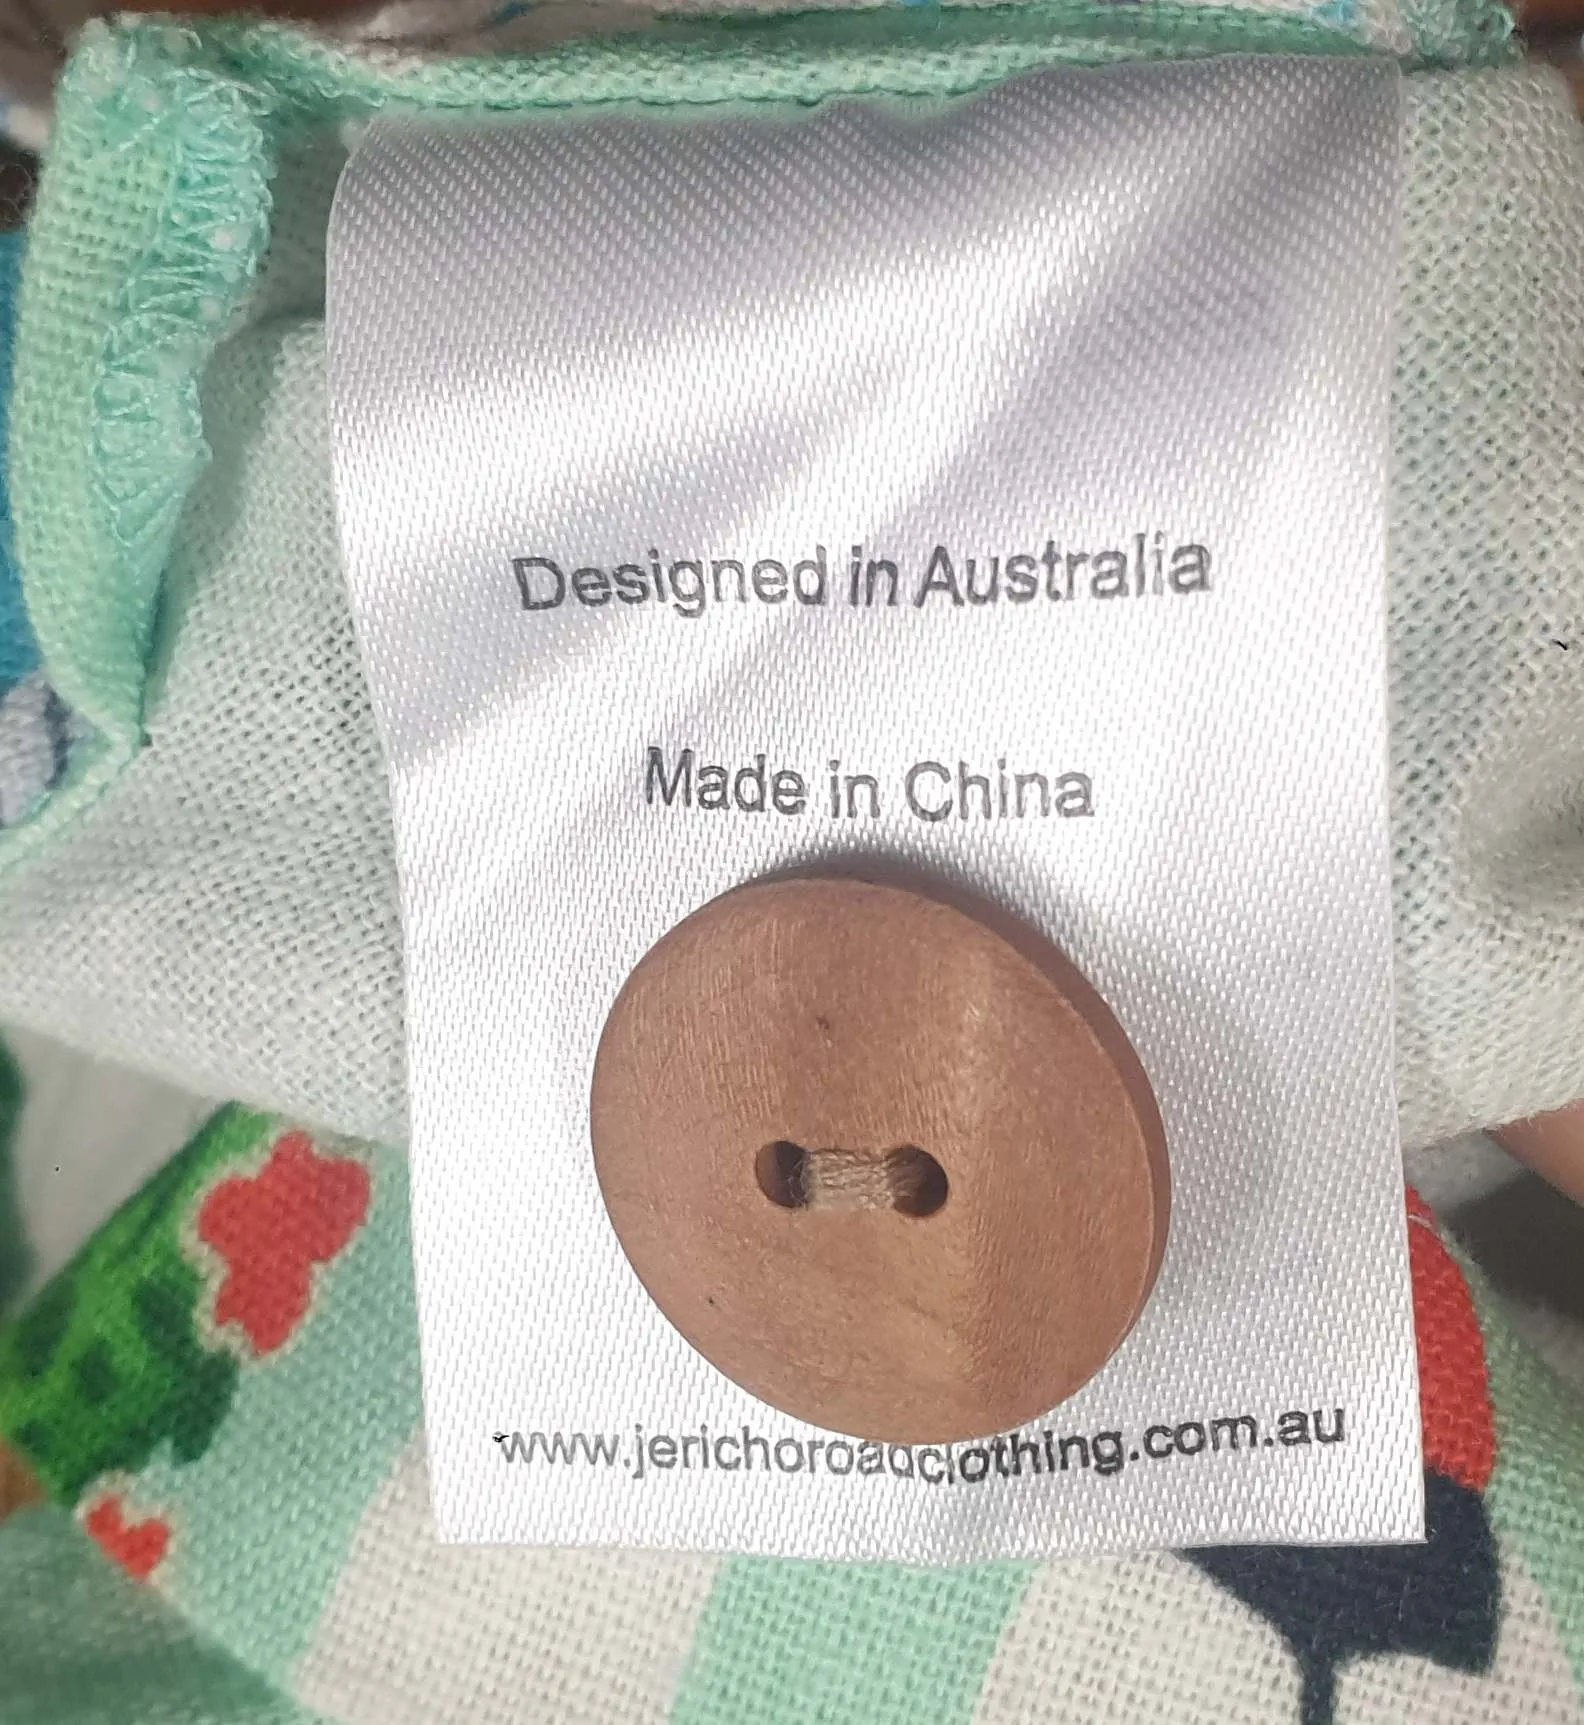 Designed in Australia
Made in China
www.jerichoroadclothing.com.au